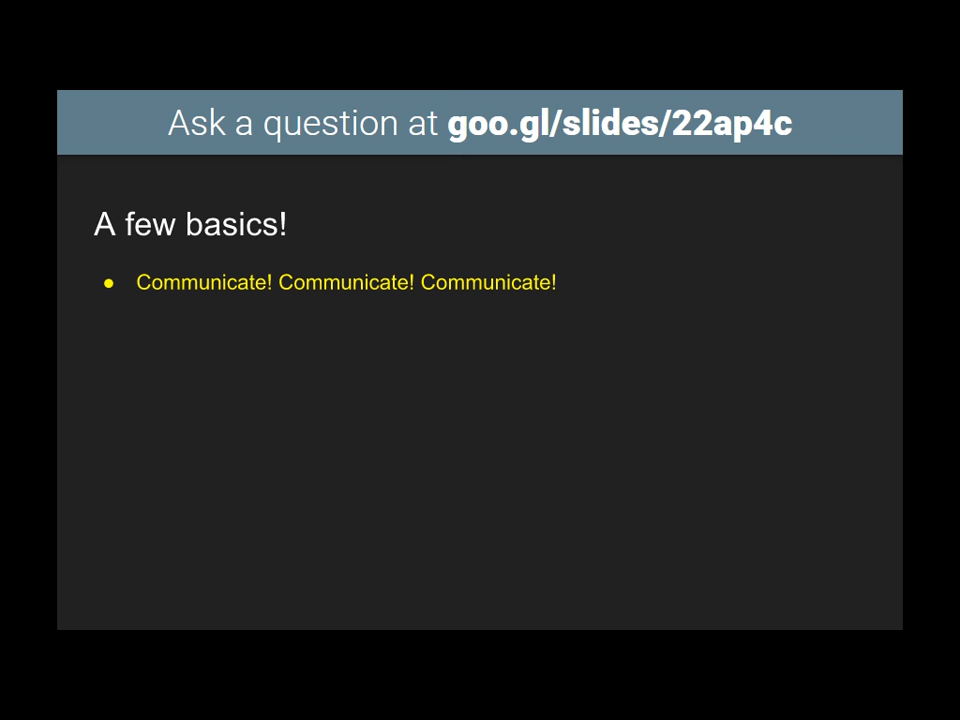 Ask a question at goo.gl/slides/22ap4c
A few basics!
● Communicate! Communicate! Communicate!